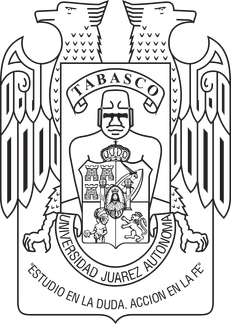 TABASCO
UNIVERSIDAD JUAREZ AUTONOMA
"ESTUDIO EN LA DUDA. ACCION EN LA FE"